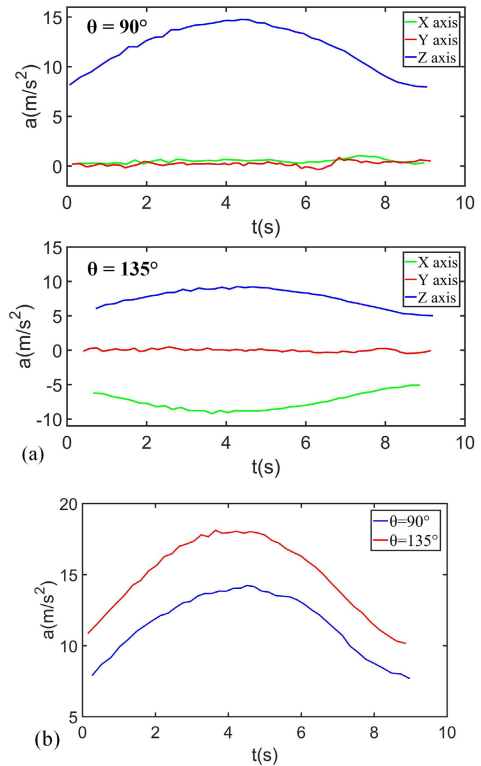 15
10
5
0
a(m/s²)
θ = 90°
X axis
Y axis
Z axis
0 2 4 6 8 10
t(s)
15
10
5
0
-5
-10
a(m/s²)
θ = 135°
X axis
Y axis
Z axis
0 2 4 6 8 10
t(s)
(a)
20
15
10
5
a(m/s²)
θ=90°
θ=135°
0 2 4 6 8 10
t(s)
(b)